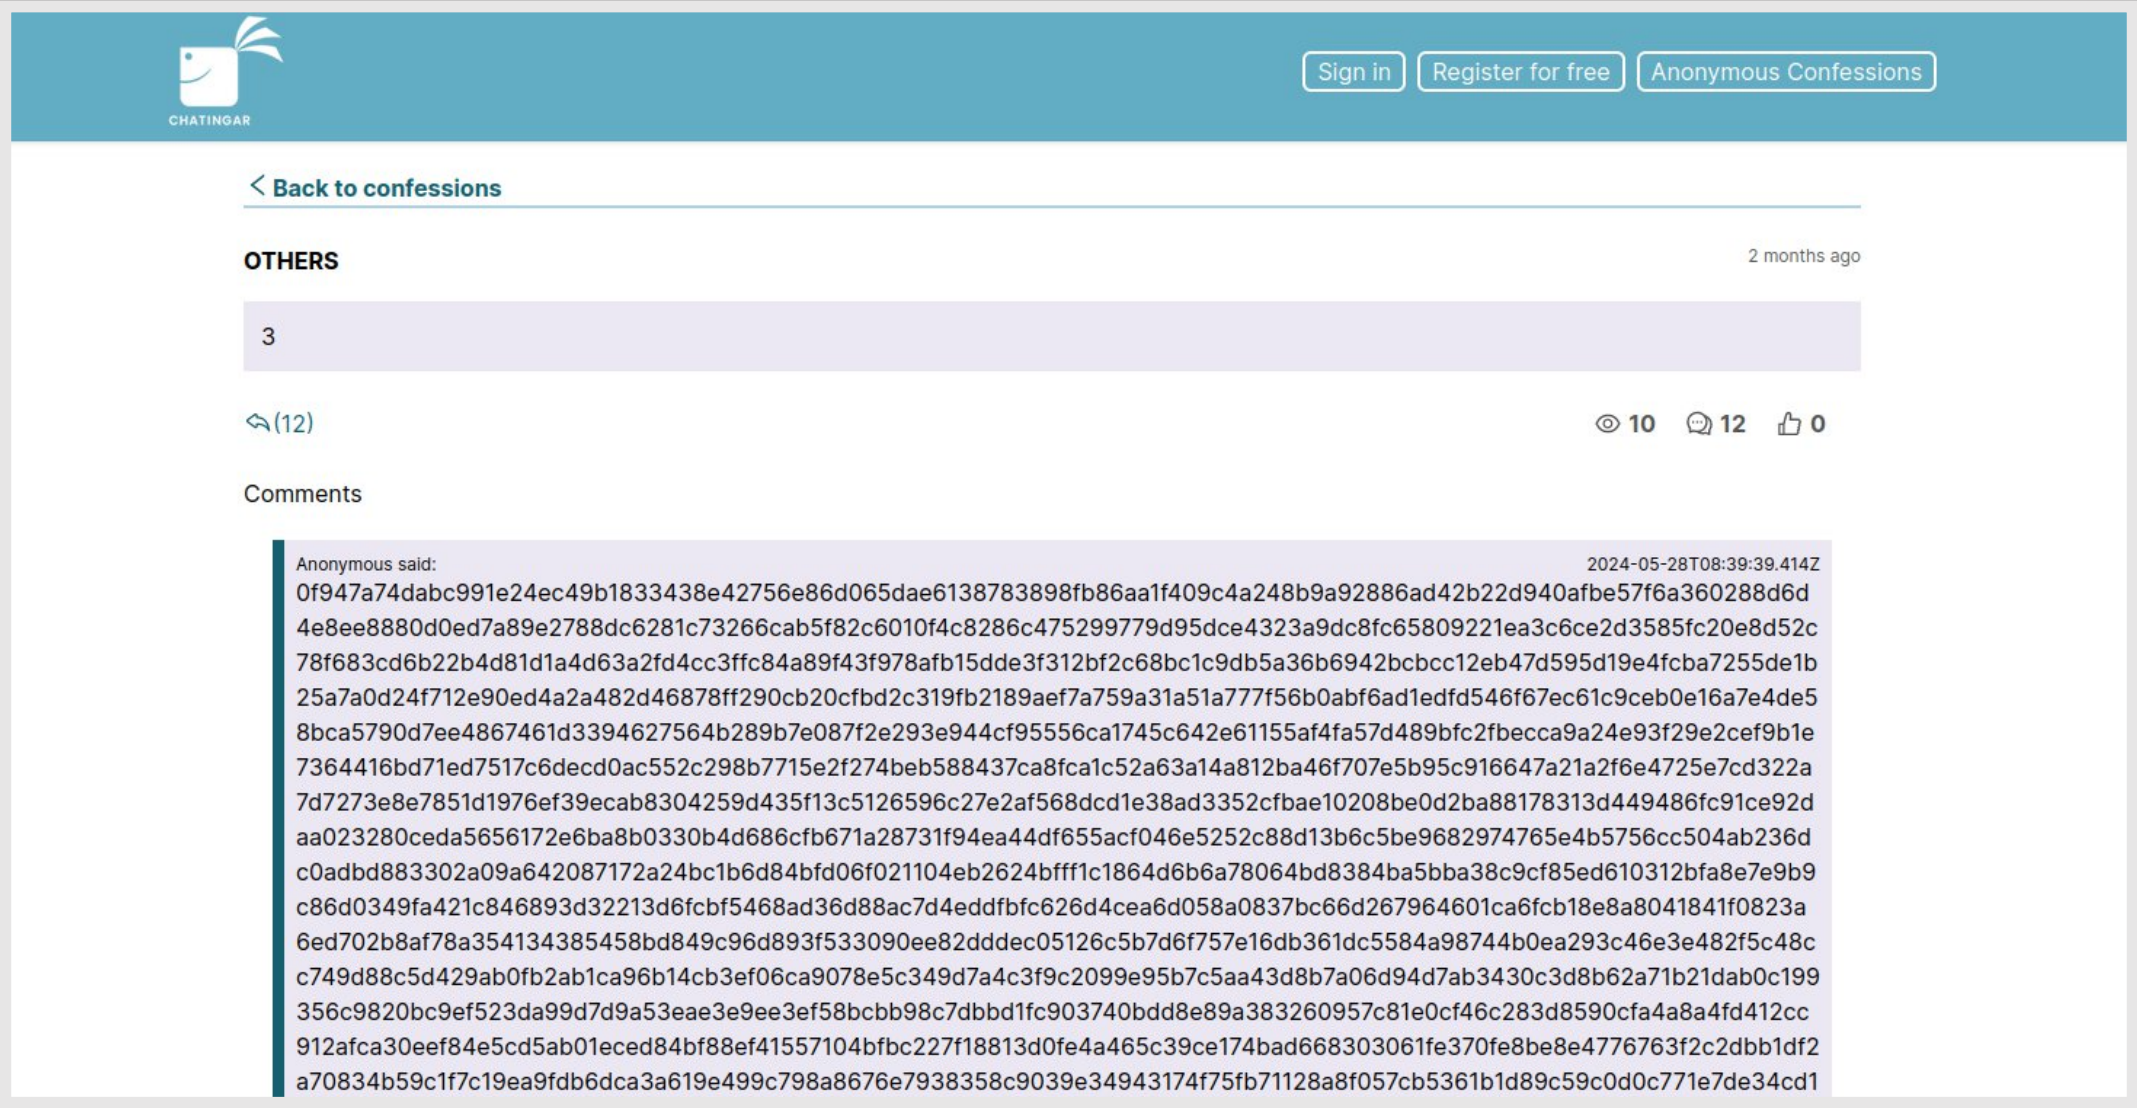 CHATINGAR
Sign in
Register for free
Anonymous Confessions
Back to confessions
OTHERS
2 months ago
3
(12)
10
12
0
Comments
Anonymous said:
2024-05-28T08:39:39.414Z
0f947a74dabc991e24ec49b1833438e42756e86d065dae6138783898fb86aa1f409c4a248b9a92886ad42b22d940afbe57f6a360288d6d
4e8ee8880d0ed7a89e2788dc6281c73266cab5f82c6010f4c8286c475299779d95dce4323a9dc8fc65809221ea3c6ce2d3585fc20e8d52c
78f683cd6b22b4d81d1a4d63a2fd4cc3ffc84a89f43f978afb15dde3f312bf2c68bc1c9db5a36b6942bcbcc12eb47d595d19e4fcba7255de1b
25a7a0d24f712e90ed4a2a482d46878ff290cb20cfbd2c319fb2189aef7a759a31a51a777f56b0abf6ad1edfd546f67ec61c9ceb0e16a7e4de5
8bca5790d7ee4867461d3394627564b289b7e087f2e293e944cf95556ca1745c642e61155af4fa57d489bfc2fbecca9a24e93f29e2cef9b1e
7364416bd71ed7517c6decd0ac552c298b7715e2f274beb588437ca8fca1c52a63a14a812ba46f707e5b95c916647a21a2f6e4725e7cd322a
7d7273e8e7851d1976ef39ecab8304259d435f13c5126596c27e2af568dcd1e38ad3352cfbae10208be0d2ba88178313d449486fc91ce92d
aa023280ceda5656172e6ba8b0330b4d686cfb671a28731f94ea44df655acf046e5252c88d13b6c5be9682974765e4b5756cc504ab236d
c0adbd883302a09a642087172a24bc1b6d84bfd06f021104eb2624bfff1c1864d6b6a78064bd8384ba5bba38c9cf85ed610312bfa8e7e9b9
c86d0349fa421c846893d32213d6fcbf5468ad36d88ac7d4eddfbfc626d4cea6d058a0837bc66d267964601ca6fcb18e8a8041841f0823a
6ed702b8af78a354134385458bd849c96d893f533090ee82dddec05126c5b7d6f757e16db361dc5584a98744b0ea293c46e3e482f5c48c
c749d88c5d429ab0fb2ab1ca96b14cb3ef06ca9078e5c349d7a4c3f9c2099e95b7c5aa43d8b7a06d94d7ab3430c3d8b62a71b21dab0c199
356c9820bc9ef523da99d7d9a53eae3e9ee3ef58bcbb98c7dbbd1fc903740bdd8e89a383260957c81e0cf46c283d8590cfa4a8a4fd412cc
912afca30eef84e5cd5ab01eced84bf88ef41557104bfbc227f18813d0fe4a465c39ce174bad668303061fe370fe8be8e4776763f2c2dbb1df2
a70834b59c1f7c19ea9fdb6dca3a619e499c798a8676e7938358c9039e34943174f75fb71128a8f057cb5361b1d89c59c0d0c771e7de34cd1